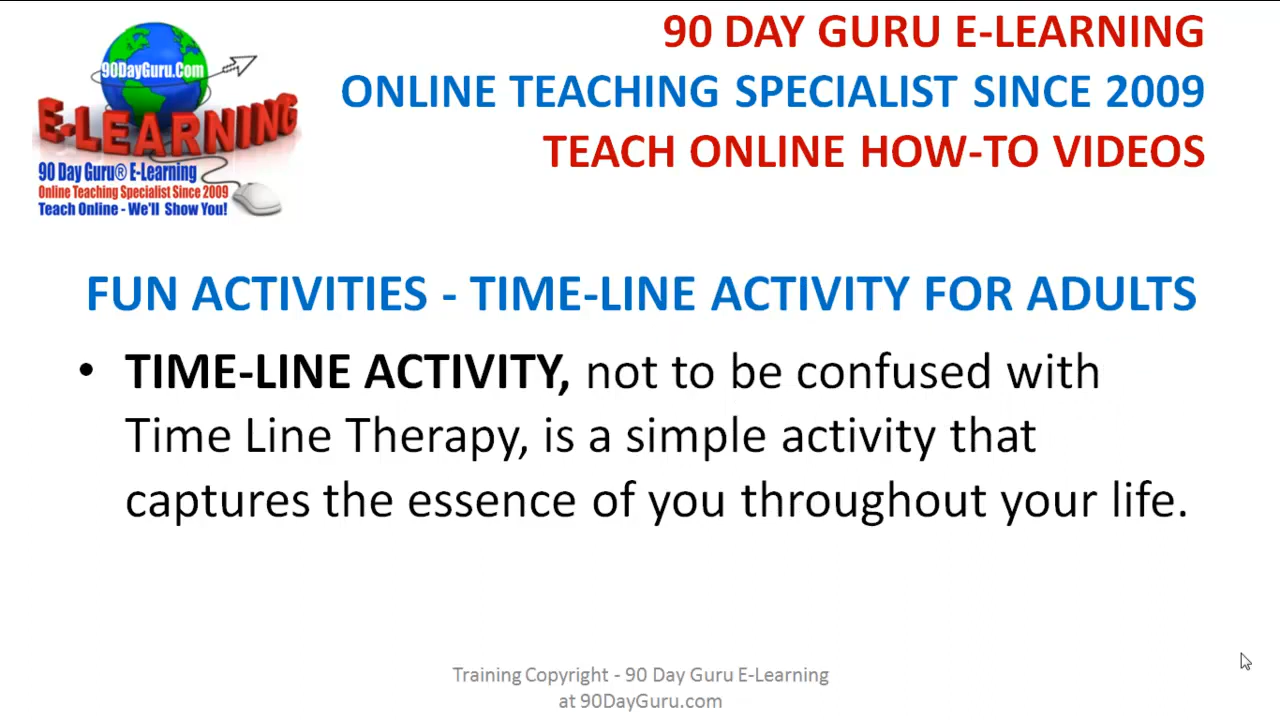 90DayGuru.Com
E-LEARNING
90 Day Guru® E-Learning
Online Teaching Specialist Since 2009
Teach Online - We'll Show You!
90 DAY GURU E-LEARNING
ONLINE TEACHING SPECIALIST SINCE 2009
TEACH ONLINE HOW-TO VIDEOS
FUN ACTIVITIES - TIME-LINE ACTIVITY FOR ADULTS
• TIME-LINE ACTIVITY, not to be confused with
Time Line Therapy, is a simple activity that
captures the essence of you throughout your life.
Training Copyright - 90 Day Guru E-Learning
at 90DayGuru.com